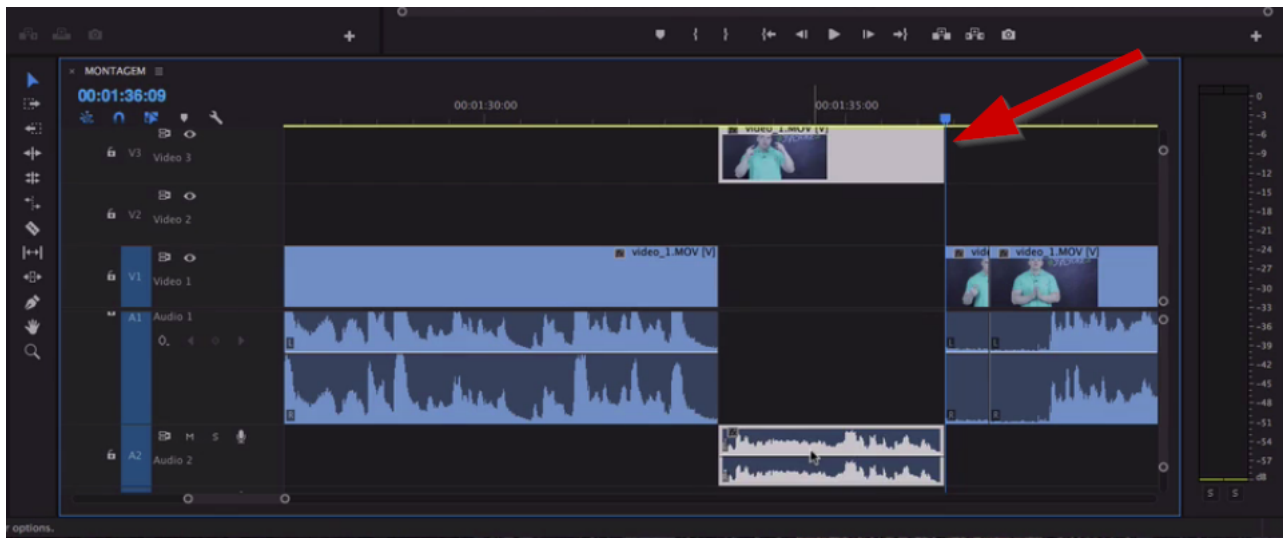 MONTAGEM
00:01:36:09
00:01:30:00
00:01:35:00
V3 Video 3
video_1.MOV [V]
V2 Video 2
V1 Video 1
video_1.MOV [V]
vid
video_1.MOV [V]
A1 Audio 1
0,
L
R
L
L
R
R
M S
A2 Audio 2
0
-3
-6
-9
-12
-15
-18
-21
-24
-27
-30
-33
-36
-39
-42
-45
-48
-51
-54
-57
dB
S S
r options.